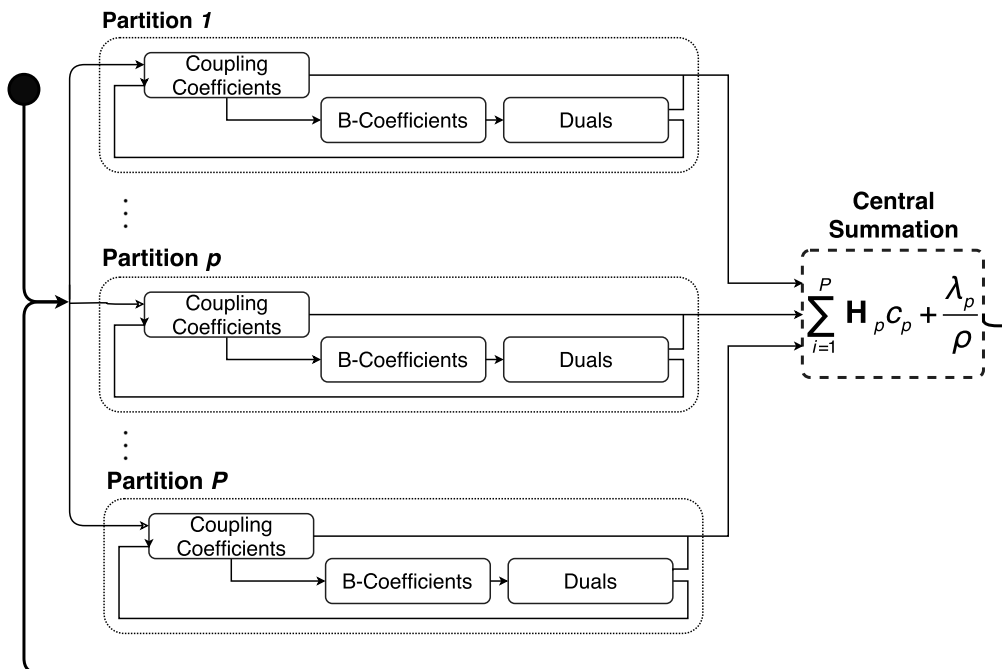 Partition 1
Coupling
Coefficients
B-Coefficients
Duals
Partition p
Coupling
Coefficients
B-Coefficients
Duals
Partition P
Coupling
Coefficients
B-Coefficients
Duals
Central
Summation
∑_{i=1}^{P} H_p c_p + λ_p/ρ